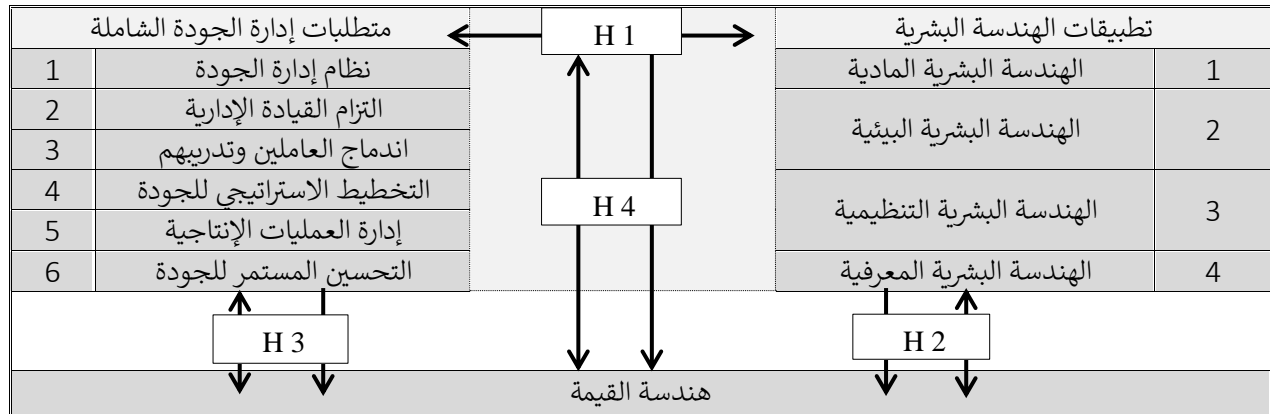 تطبيقات الهندسة البشرية
1 الهندسة البشرية المادية
2 الهندسة البشرية البيئية
3 الهندسة البشرية التنظيمية
4 الهندسة البشرية المعرفية
H 1
H 4
متطلبات إدارة الجودة الشاملة
نظام إدارة الجودة 1
التزام القيادة الإدارية 2
اندماج العاملين وتدريبهم 3
التخطيط الاستراتيجي للجودة 4
إدارة العمليات الإنتاجية 5
التحسين المستمر للجودة 6
H 2
H 3
هندسة القيمة